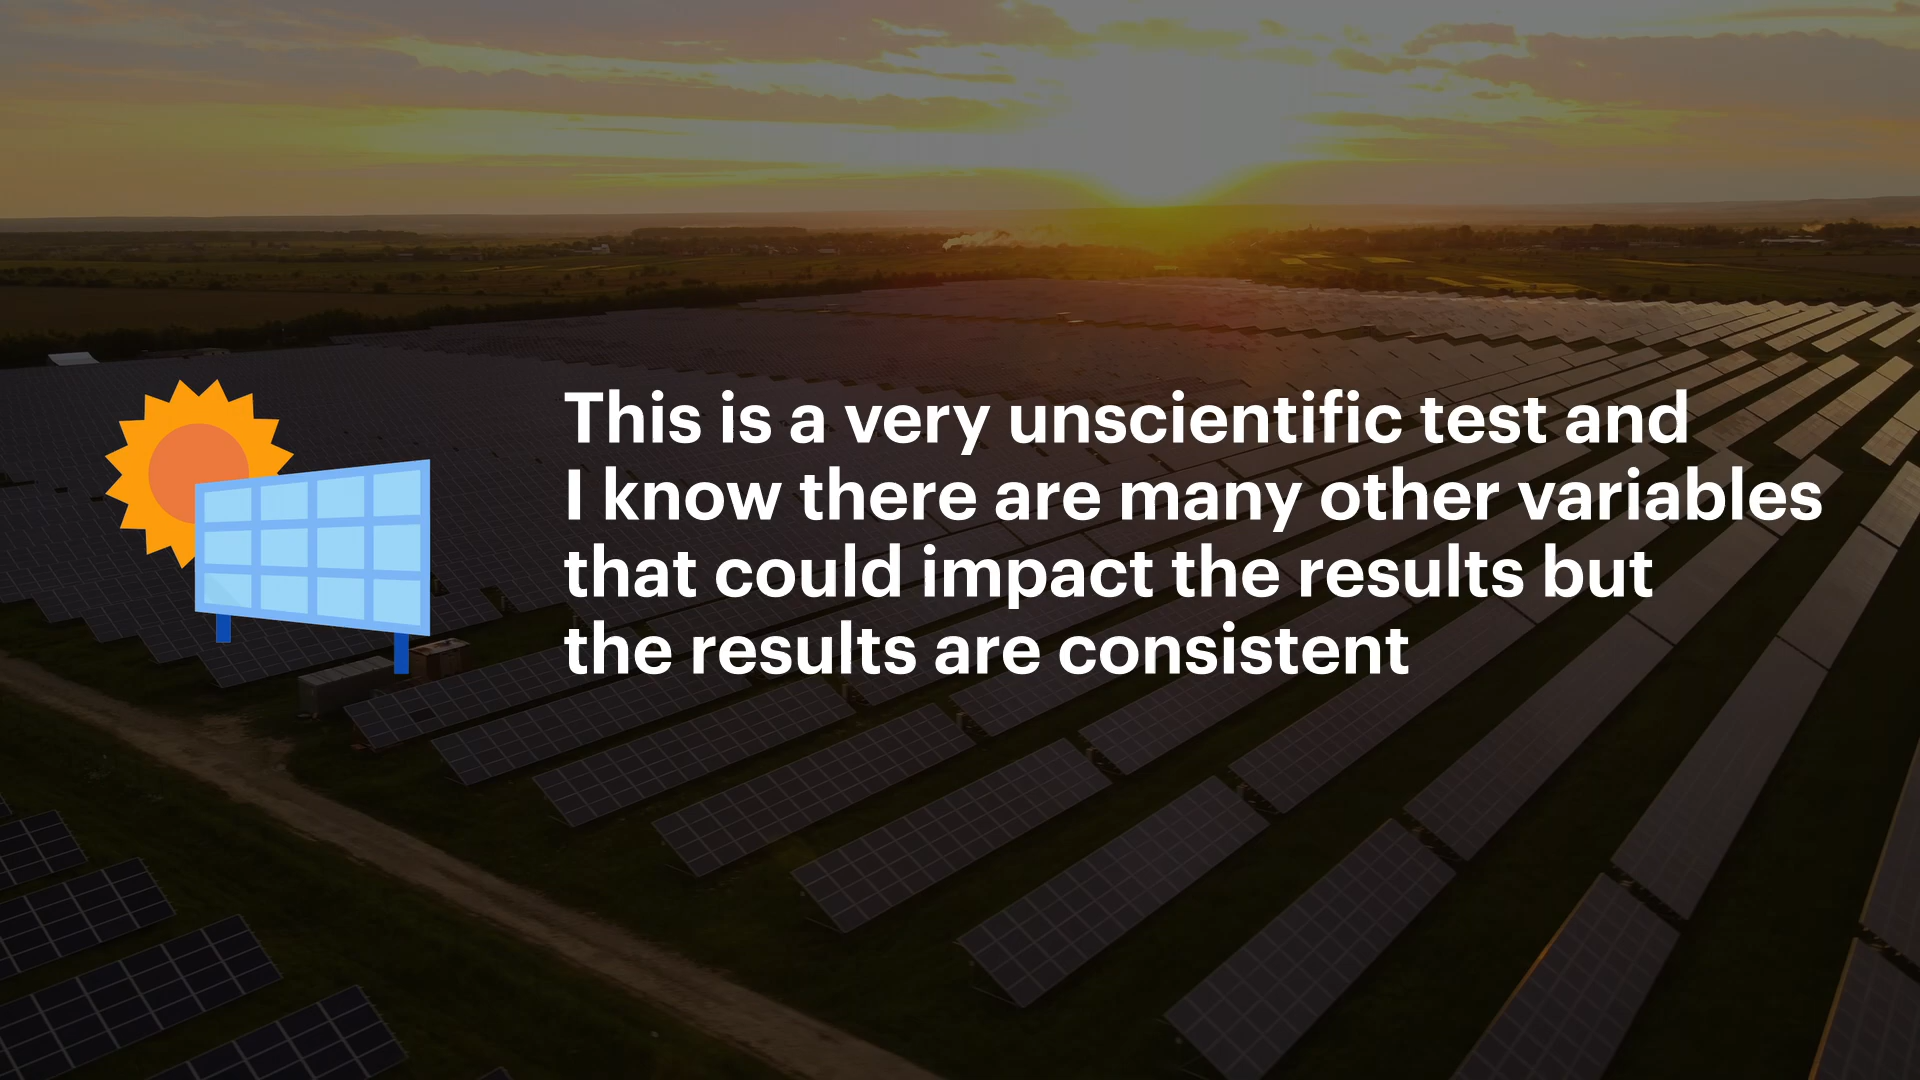 This is a very unscientific test and
I know there are many other variables
that could impact the results but
the results are consistent